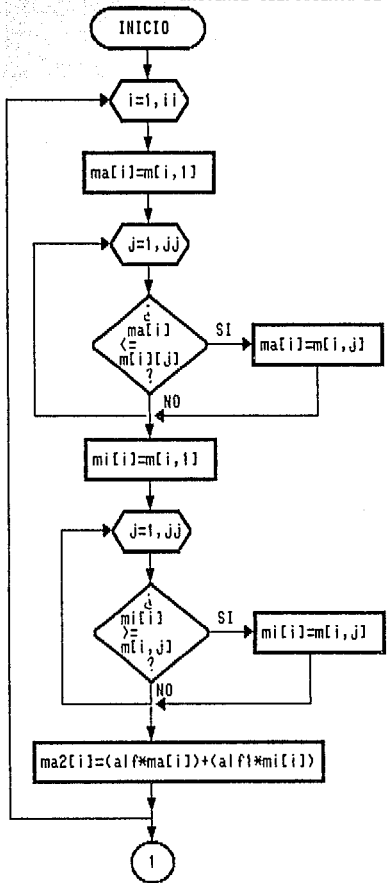 INICIO
i=1,ii
ma[i]=m[i,1]
j=1,jj
¿
ma[i]
<=
m[i][j]
?
SI
ma[i]=m[i,j]
NO
mi[i]=m[i,1]
j=1,jj
¿
mi[i]
>=
m[i,j]
?
SI
mi[i]=m[i,j]
NO
ma2[i]=(alf*ma[i])+(alf1*mi[i])
1